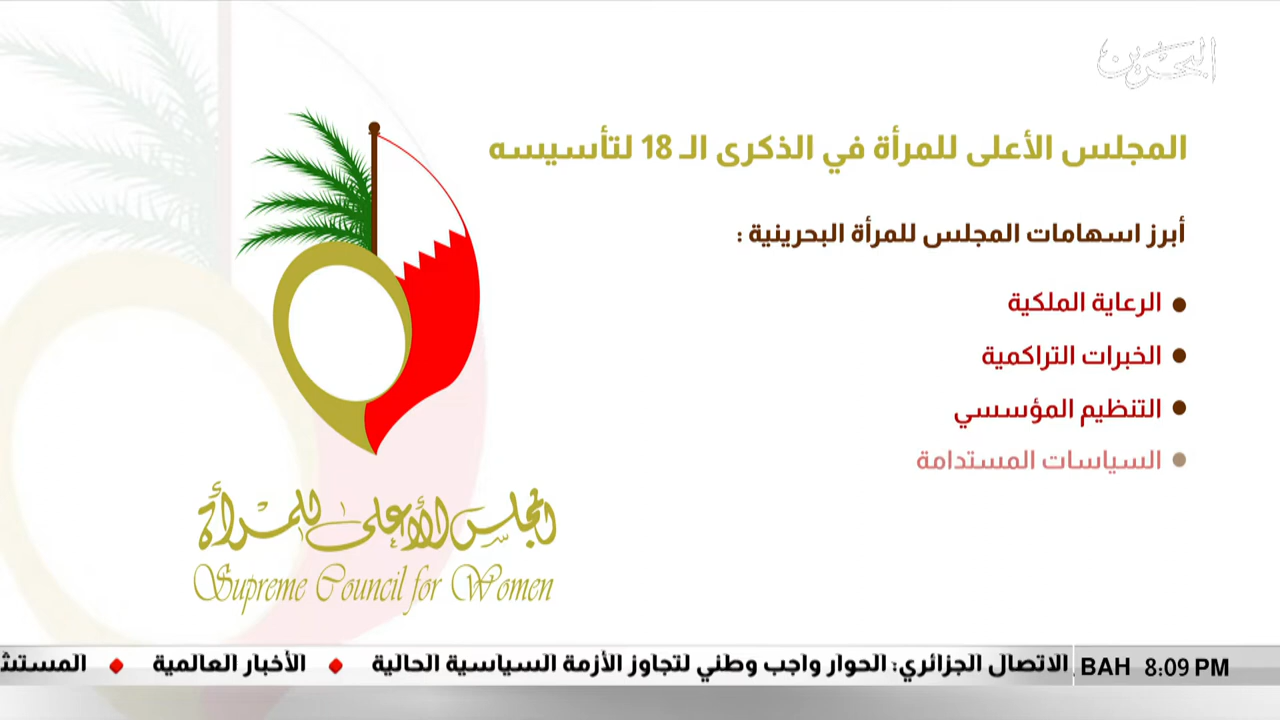 البحرين
المجلس الأعلى للمرأة في الذكرى الـ 18 لتأسيسه
أبرز اسهامات المجلس للمرأة البحرينية :
الرعاية الملكية
الخبرات التراكمية
التنظيم المؤسسي
السياسات المستدامة
المجلس الأعلى للمرأة
Supreme Council for Women
BAH 8:09 PM
الاتصال الجزائري: الحوار واجب وطني لتجاوز الأزمة السياسية الحالية ♦ الأخبار العالمية ♦